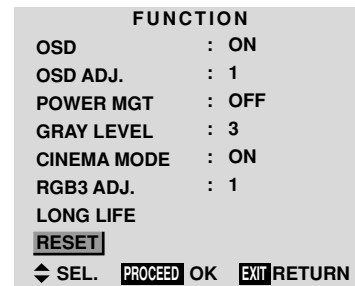 FUNCTION
OSD : ON
OSD ADJ. : 1
POWER MGT : OFF
GRAY LEVEL : 3
CINEMA MODE : ON
RGB3 ADJ. : 1
LONG LIFE
RESET
SEL. PROCEED OK EXIT RETURN